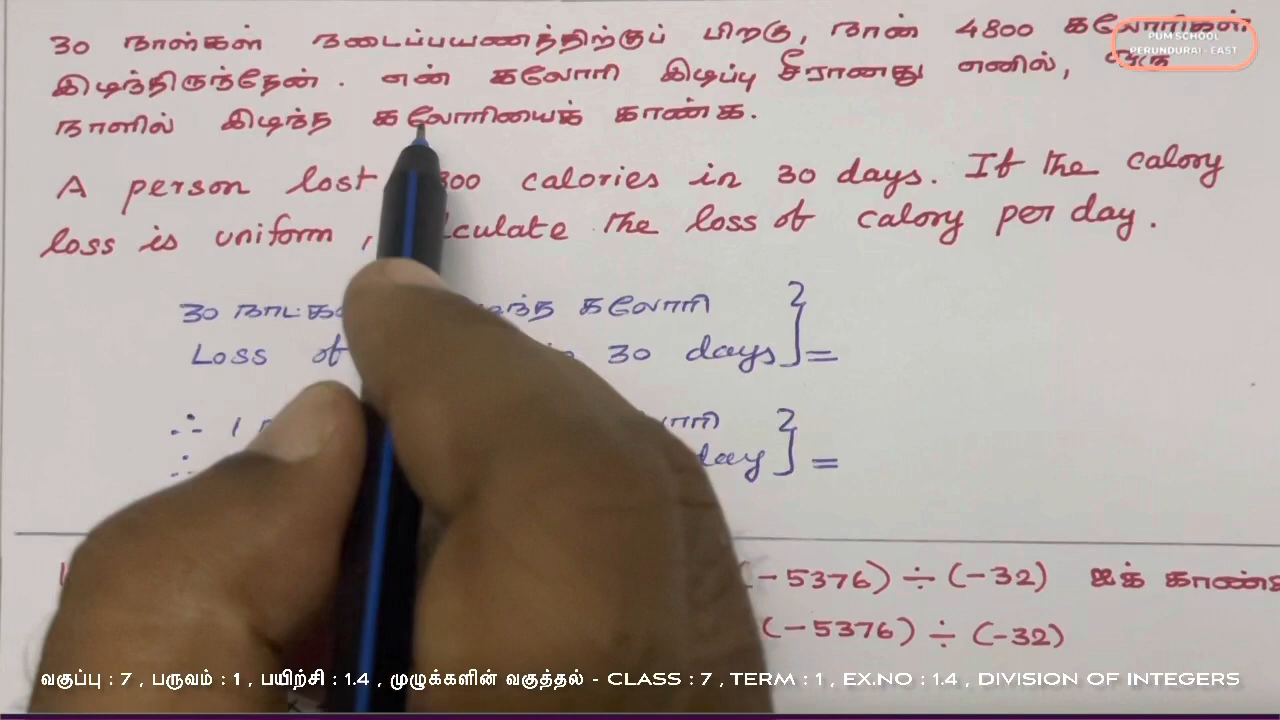 30 நாள்கள் நடைப்பயணத்திற்குப் பிறகு, நான் 4800 கலோரிகள்
இழந்திருந்தேன். என் கலோரி இழப்பு சீரானது எனில்,
நாளில் இழந்த கலோரியைக் காண்க.
PUM SCHOOL
PERUNDURAI - EAST
A person lost 800 calories in 30 days. If the calory
loss is uniform, lculate the loss of calory per day.
30 நாட்க ந்த கலோரி
Loss of 30 days} =
∴ 1 லோரி
∴ day} =
(-5376) ÷ (-32) ஐக் காண்
(-5376) ÷ (-32)
வகுப்பு : 7 , பருவம் : 1 , பயிற்சி : 1.4 , முழுக்களின் வகுத்தல் - CLASS : 7 , TERM : 1 , EX.NO : 1.4 , DIVISION OF INTEGERS